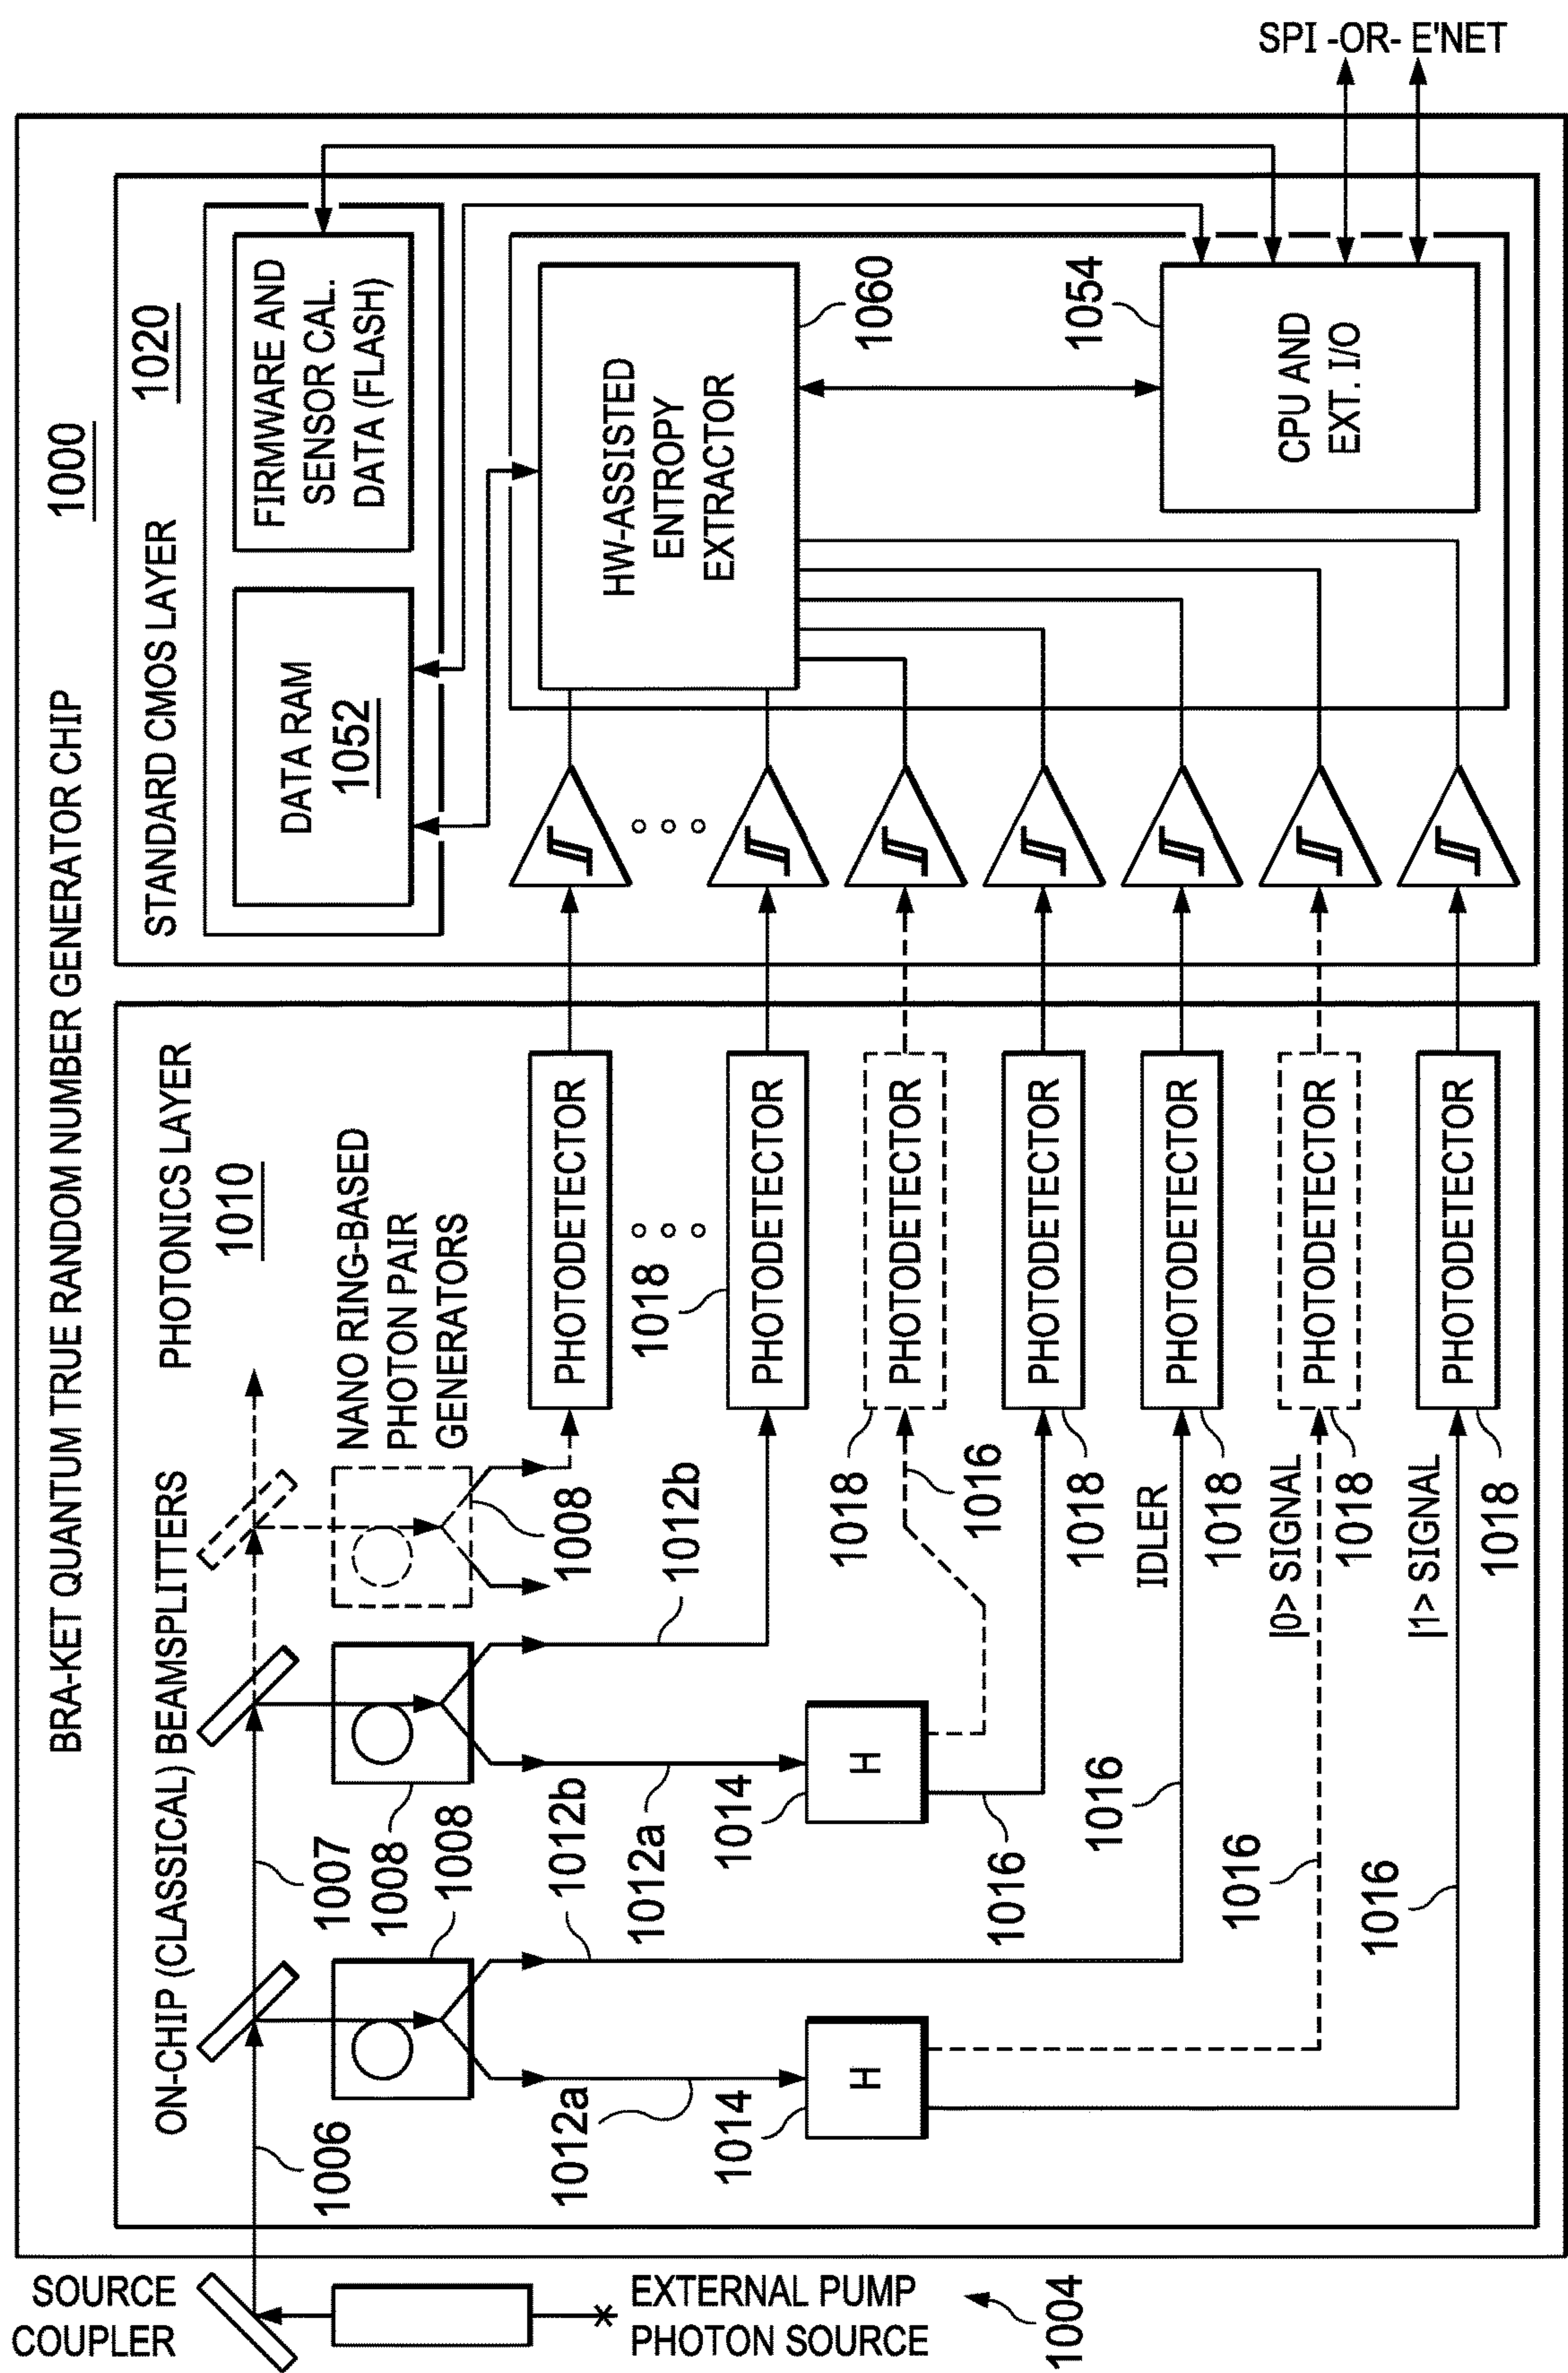 BRA-KET QUANTUM TRUE RANDOM NUMBER GENERATOR CHIP
1000
SOURCE
COUPLER
EXTERNAL PUMP
PHOTON SOURCE
1004
ON-CHIP (CLASSICAL) BEAMSPLITTERS
PHOTONICS LAYER
1010
1006
1007
NANO RING-BASED
PHOTON PAIR
GENERATORS
1008
1008
1008
1012a
1012b
1012a
1012b
H
1014
H
1014
1016
1016
1016
1016
1016
IDLER
|0> SIGNAL
|1> SIGNAL
PHOTODETECTOR
PHOTODETECTOR
1018
PHOTODETECTOR
1018
PHOTODETECTOR
1018
PHOTODETECTOR
1018
PHOTODETECTOR
1018
PHOTODETECTOR
1018
STANDARD CMOS LAYER
1020
DATA RAM
1052
FIRMWARE AND
SENSOR CAL.
DATA (FLASH)
HW-ASSISTED
ENTROPY
EXTRACTOR
1060
CPU AND
EXT. I/O
1054
SPI -OR- E'NET